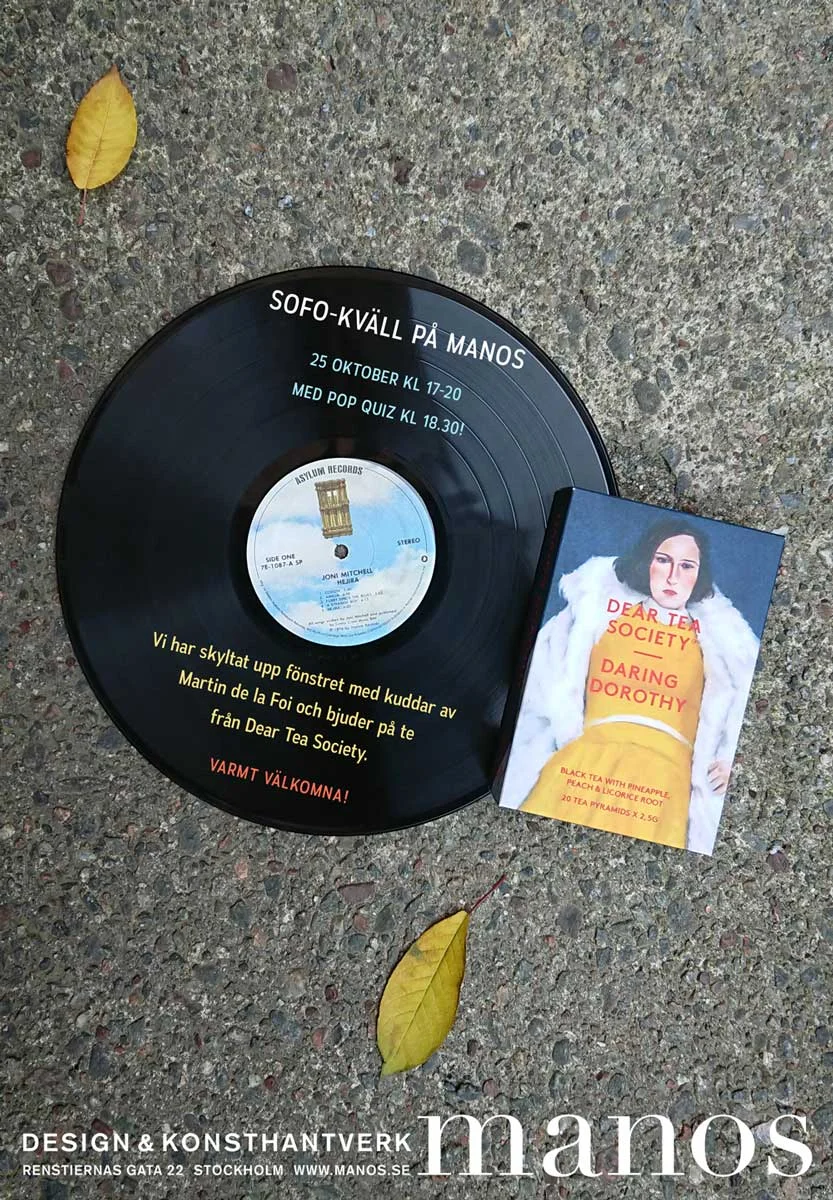 SOFO-KVÄLL PÅ MANOS
25 OKTOBER KL 17-20
MED POP QUIZ KL 18.30!
ASYLUM RECORDS
SIDE ONE
7E-1087-A SP
STEREO
JONI MITCHELL
HEJIRA
Vi har skyltat upp fönstret med kuddar av
Martin de la Foi och bjuder på te
från Dear Tea Society.
VARMT VÄLKOMNA!
DEAR TEA
SOCIETY
DARING
DOROTHY
BLACK TEA WITH PINEAPPLE,
PEACH & LICORICE ROOT
20 TEA PYRAMIDS X 2,5G
DESIGN & KONSTHANTVERK
RENSTIERNAS GATA 22 STOCKHOLM WWW.MANOS.SE
manos